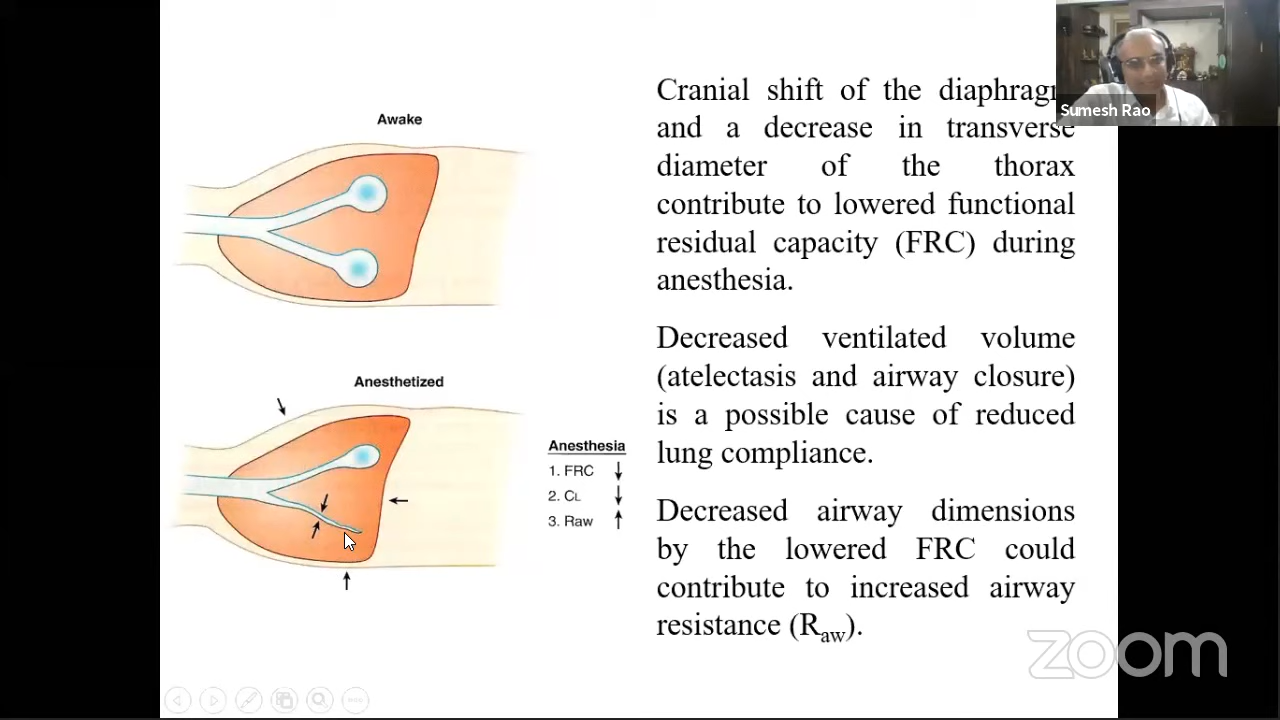 Awake
Anesthetized
Anesthesia
1. FRC ↓
2. CL ↓
3. Raw ↑
Cranial shift of the
and a decrease in transverse
diameter of the thorax
contribute to lowered functional
residual capacity (FRC) during
anesthesia.
Decreased ventilated volume
(atelectasis and airway closure)
is a possible cause of reduced
lung compliance.
Decreased airway dimensions
by the lowered FRC could
contribute to increased airway
resistance (Raw).
Sumesh Rao
zoom